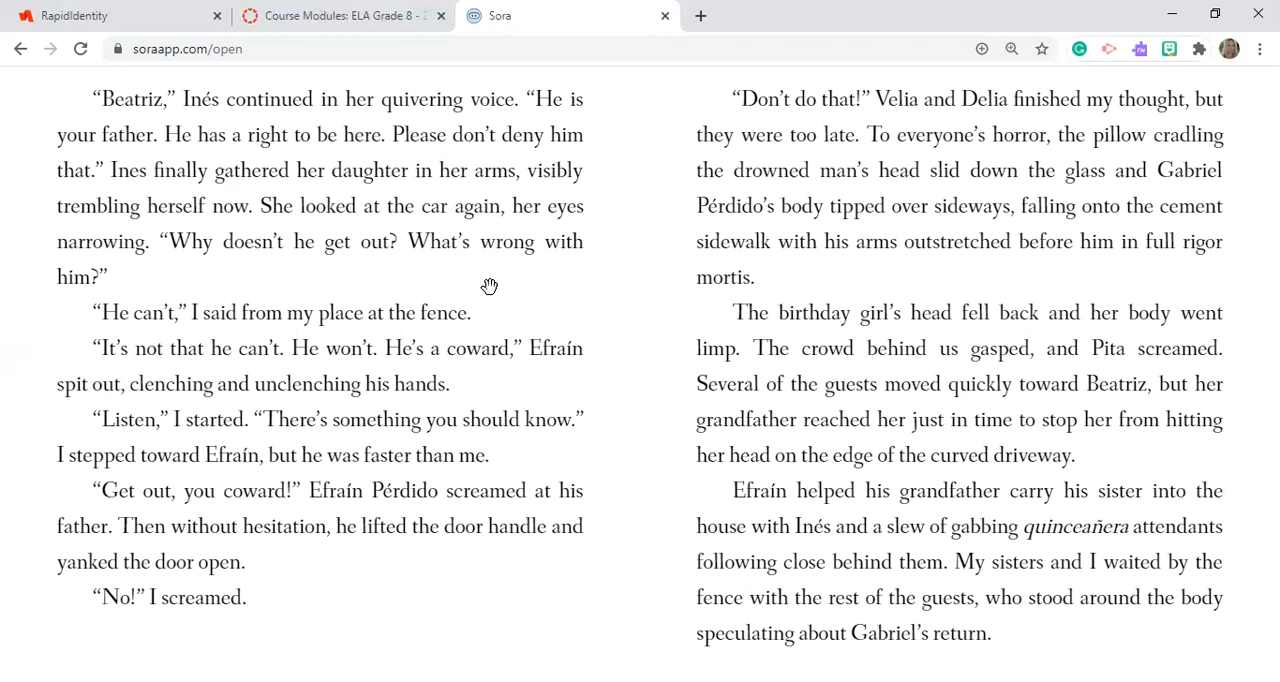 RapidIdentity
Course Modules: ELA Grade 8 -
Sora
soraapp.com/open
“Beatriz,” Inés continued in her quivering voice. “He is
your father. He has a right to be here. Please don’t deny him
that.” Ines finally gathered her daughter in her arms, visibly
trembling herself now. She looked at the car again, her eyes
narrowing. “Why doesn’t he get out? What’s wrong with
him?”
“He can’t,” I said from my place at the fence.
“It’s not that he can’t. He won’t. He’s a coward,” Efraín
spit out, clenching and unclenching his hands.
“Listen,” I started. “There’s something you should know.”
I stepped toward Efraín, but he was faster than me.
“Get out, you coward!” Efraín Pérdido screamed at his
father. Then without hesitation, he lifted the door handle and
yanked the door open.
“No!” I screamed.
“Don’t do that!” Velia and Delia finished my thought, but
they were too late. To everyone’s horror, the pillow cradling
the drowned man’s head slid down the glass and Gabriel
Pérdido’s body tipped over sideways, falling onto the cement
sidewalk with his arms outstretched before him in full rigor
mortis.
The birthday girl’s head fell back and her body went
limp. The crowd behind us gasped, and Pita screamed.
Several of the guests moved quickly toward Beatriz, but her
grandfather reached her just in time to stop her from hitting
her head on the edge of the curved driveway.
Efraín helped his grandfather carry his sister into the
house with Inés and a slew of gabbing quinceañera attendants
following close behind them. My sisters and I waited by the
fence with the rest of the guests, who stood around the body
speculating about Gabriel’s return.